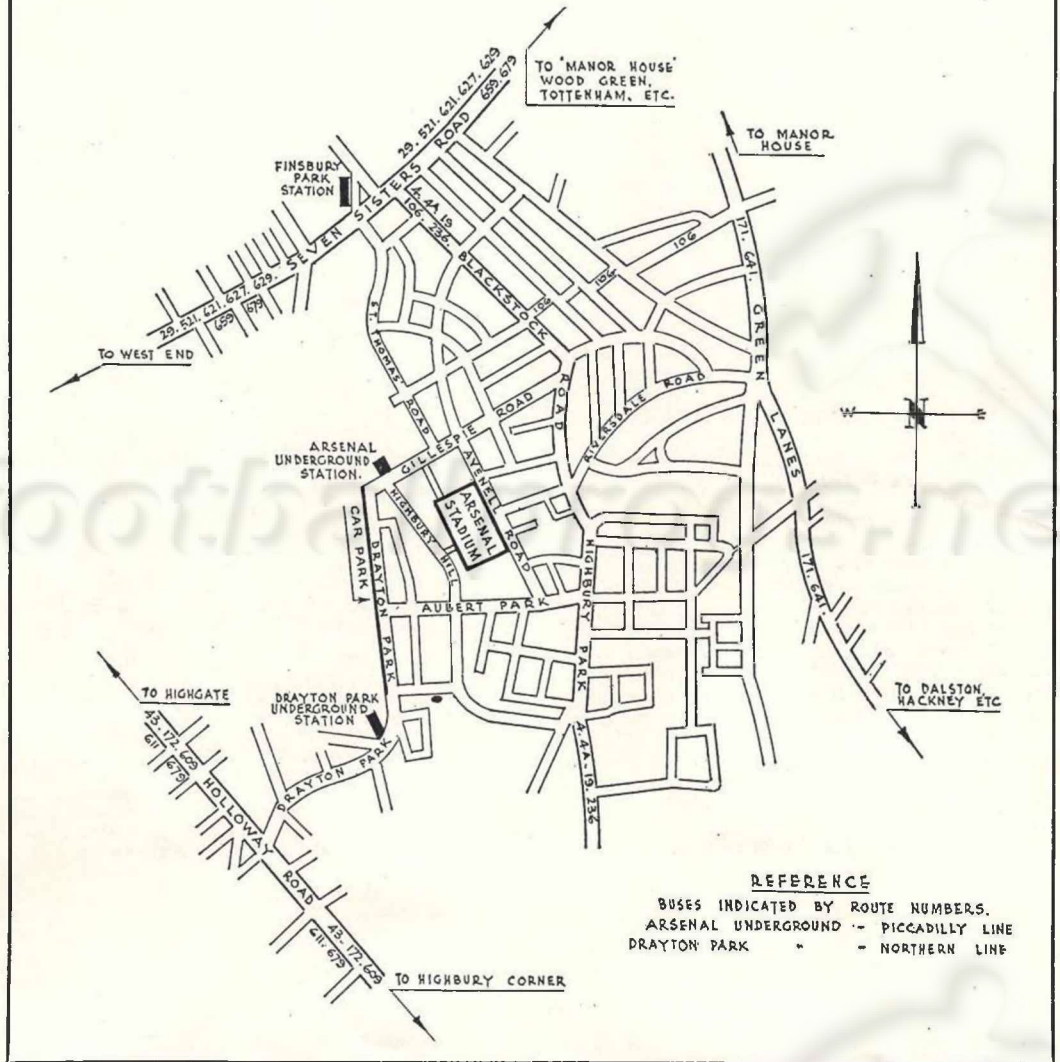 TO 'MANOR HOUSE'
WOOD GREEN,
TOTTENHAM, ETC.
29. 521. 621. 627. 629
659. 679
TO MANOR
HOUSE
FINSBURY
PARK
STATION
SEVEN SISTERS ROAD
4. 4A 19
106. 236.
29. 521. 621. 627. 629.
659 679
TO WEST END
BLACKSTOCK
ROAD
106
106
106
171. 641.
GREEN
LANES
171. 641.
ST. THOMAS' ROAD
RIVERSDALE ROAD
W
N
E
S
ARSENAL
UNDERGROUND
STATION.
GILLESPIE ROAD
AVENELL ROAD
ARSENAL
STADIUM
HIGHBURY HILL
CAR PARK
DRAYTON PARK
AUBERT PARK
HIGHBURY PARK
footballprogs.ne
TO HIGHGATE
DRAYTON PARK
UNDERGROUND
STATION
TO DALSTON,
HACKNEY ETC
43. 172. 609
611 679
DRAYTON PARK
4. 4A. 19. 236
HOLLOWAY ROAD
43. 172. 609
611. 679
TO HIGHBURY CORNER
REFERENCE
BUSES INDICATED BY ROUTE NUMBERS.
ARSENAL UNDERGROUND :- PICCADILLY LINE
DRAYTON PARK " - NORTHERN LINE